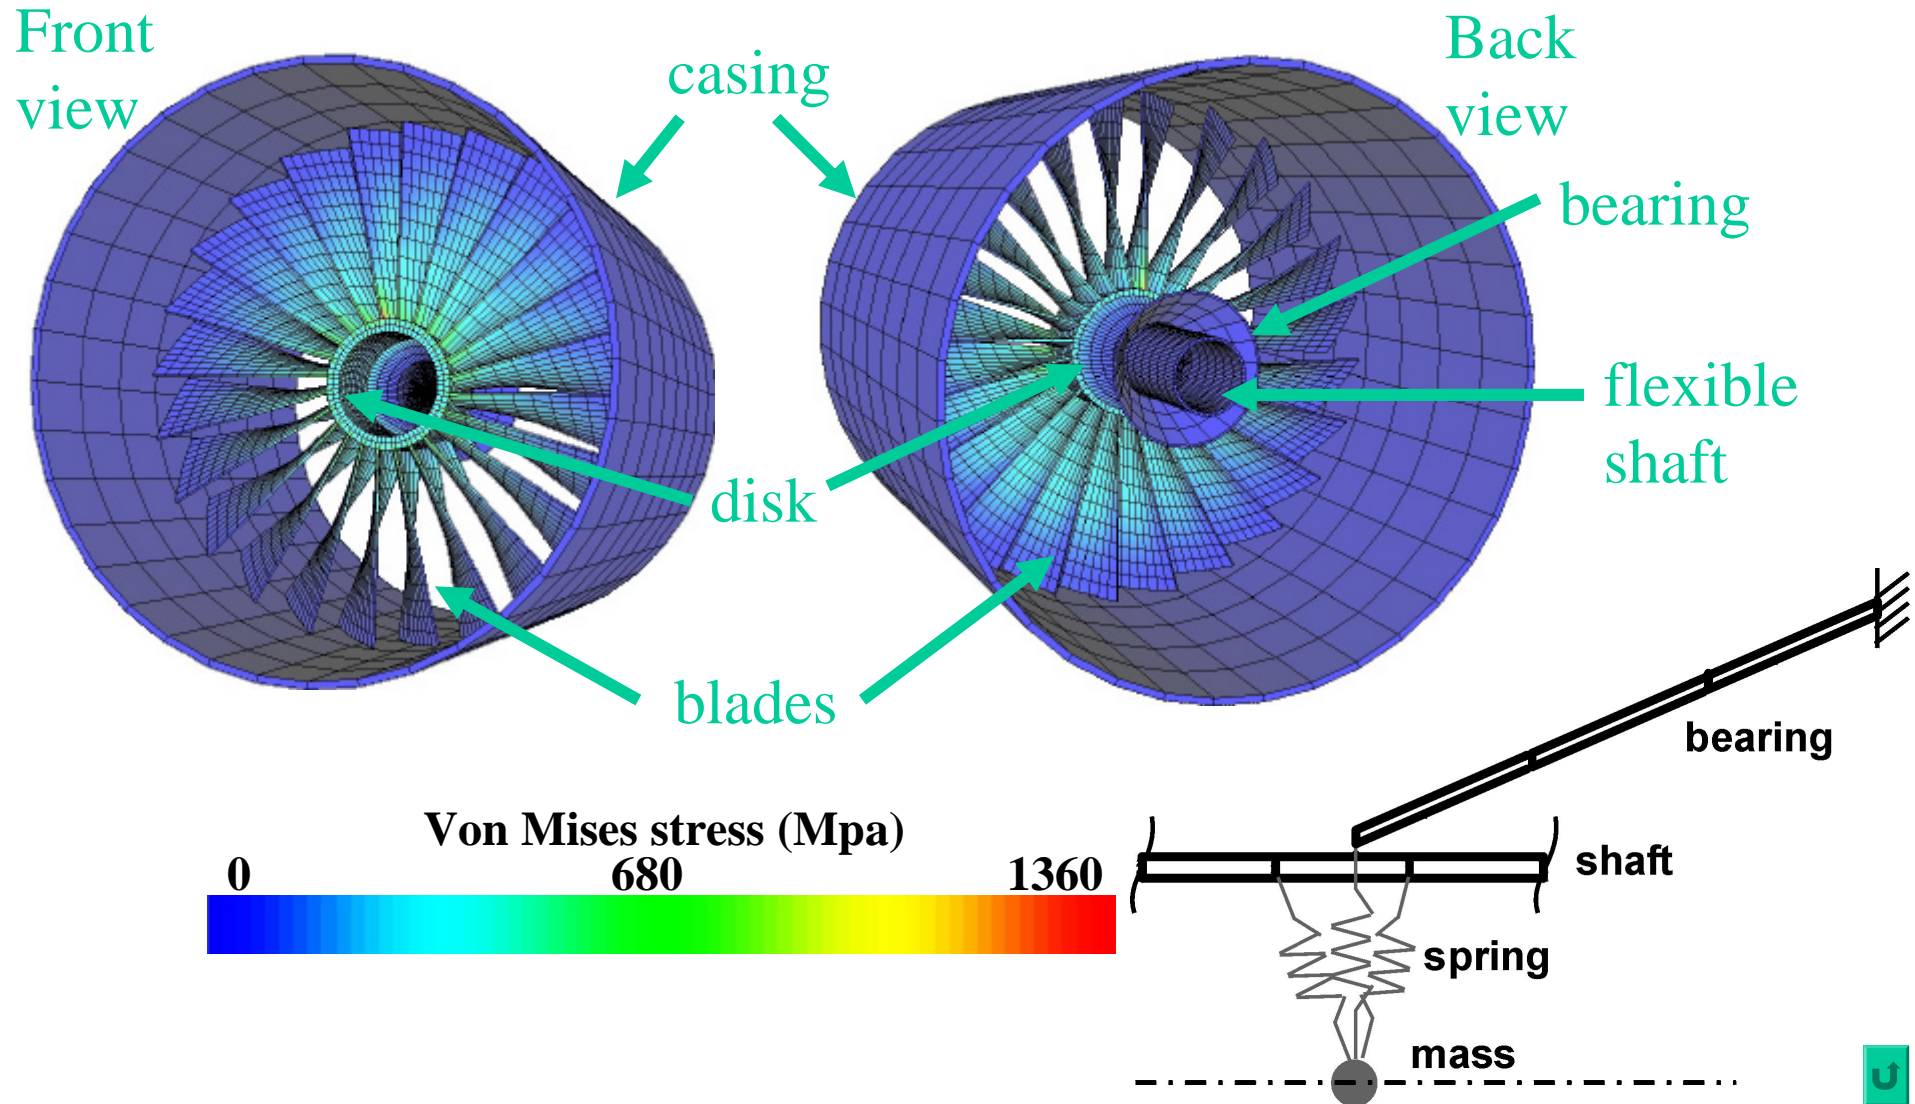 Front
view
casing
Back
view
bearing
flexible
shaft
disk
blades
bearing
Von Mises stress (Mpa)
0 680 1360
shaft
spring
mass